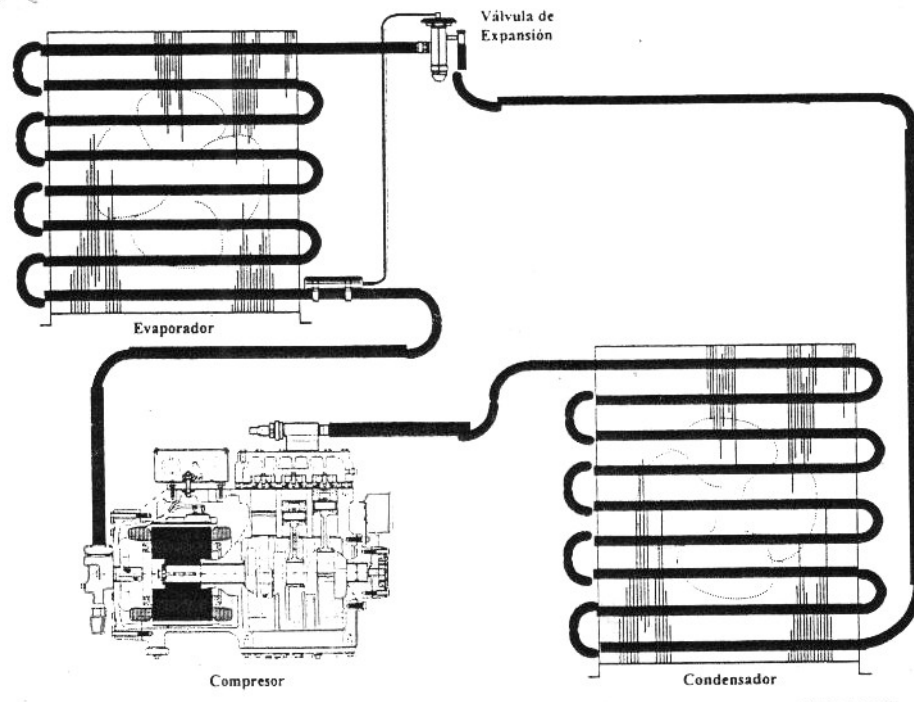 Válvula de
Expansión
Evaporador
Compresor
Condensador